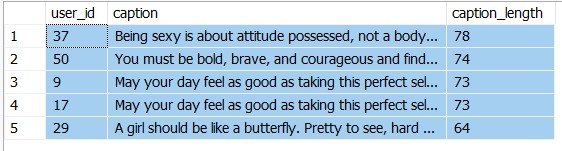 user_id caption caption_length
1 37 Being sexy is about attitude possessed, not a body... 78
2 50 You must be bold, brave, and courageous and find... 74
3 9 May your day feel as good as taking this perfect sel... 73
4 17 May your day feel as good as taking this perfect sel... 73
5 29 A girl should be like a butterfly. Pretty to see, hard ... 64